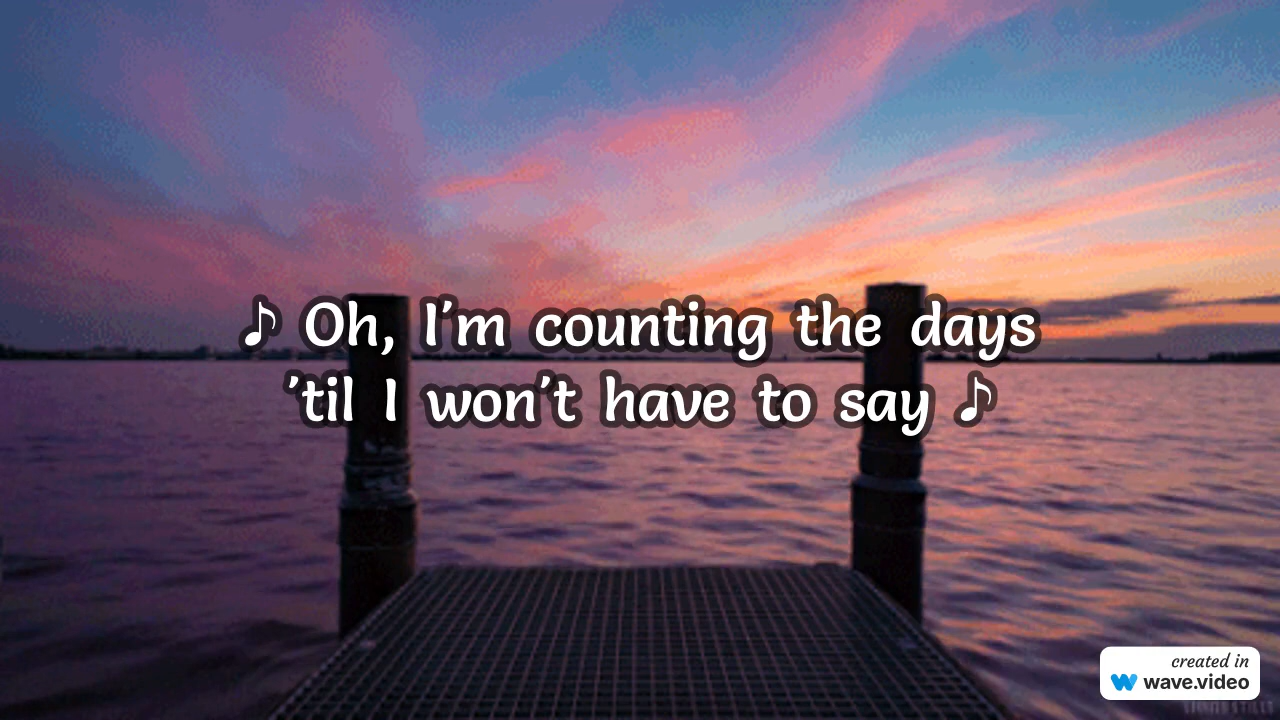 ♪ Oh, I'm counting the days
'til I won't have to say ♪
created in
wave.video